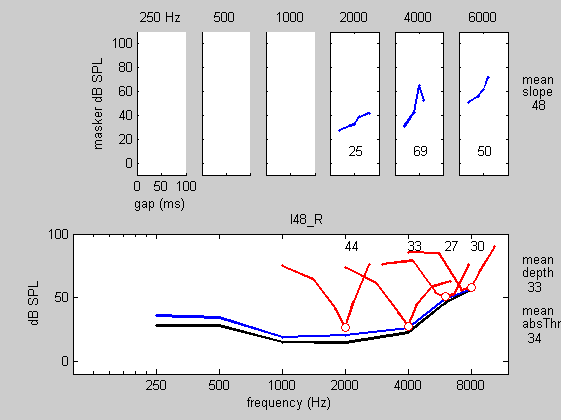 250 Hz 500 1000 2000 4000 6000
100
80
60
40
20
0
masker dB SPL
25 69 50
mean
slope
48
0 50 100
gap (ms)
I48_R
100
50
0
dB SPL
44 33 27 30
mean
depth
33
mean
absThr
34
250 500 1000 2000 4000 8000
frequency (Hz)